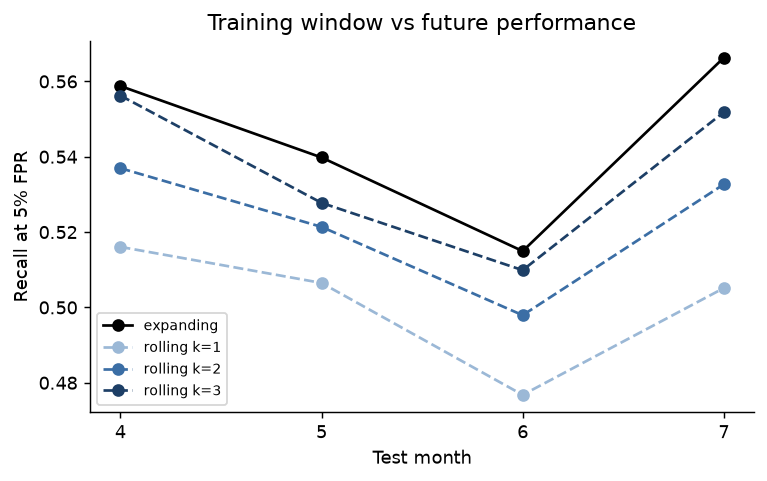 Training window vs future performance
Recall at 5% FPR
0.56
0.54
0.52
0.50
0.48
expanding
rolling k=1
rolling k=2
rolling k=3
4
5
6
7
Test month